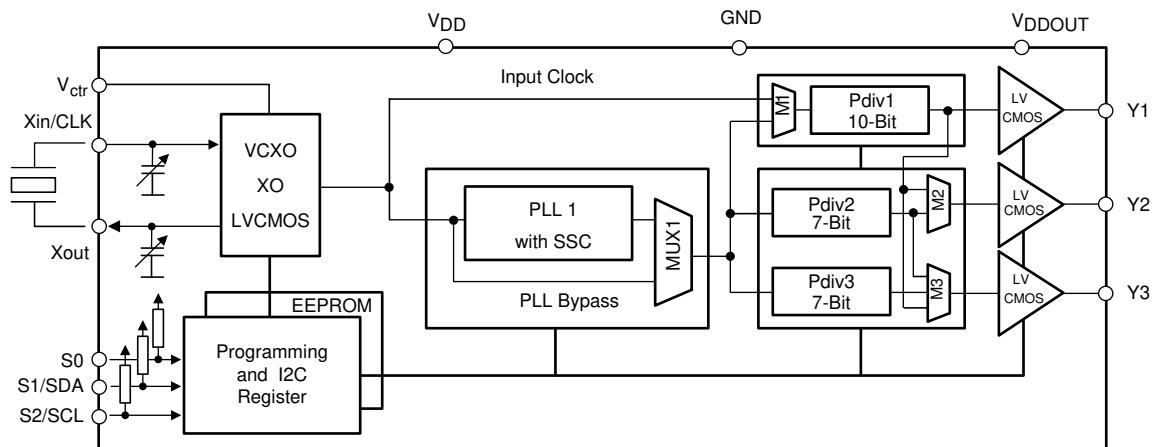 VDD
GND
VDDOUT
Vctr
Input Clock
Xin/CLK
VCXO
XO
LVCMOS
M1
Pdiv1
10-Bit
LV
CMOS
Y1
PLL 1
with SSC
MUX1
PLL Bypass
Pdiv2
7-Bit
M2
LV
CMOS
Y2
Xout
Pdiv3
7-Bit
M3
LV
CMOS
Y3
EEPROM
Programming
and I2C
Register
S0
S1/SDA
S2/SCL